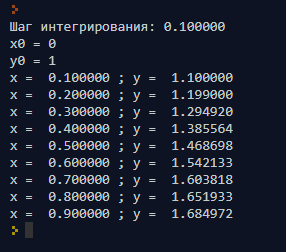 >
Шаг интегрирования: 0.100000
x0 = 0
y0 = 1
x =  0.100000 ; y =  1.100000
x =  0.200000 ; y =  1.199000
x =  0.300000 ; y =  1.294920
x =  0.400000 ; y =  1.385564
x =  0.500000 ; y =  1.468698
x =  0.600000 ; y =  1.542133
x =  0.700000 ; y =  1.603818
x =  0.800000 ; y =  1.651933
x =  0.900000 ; y =  1.684972
>